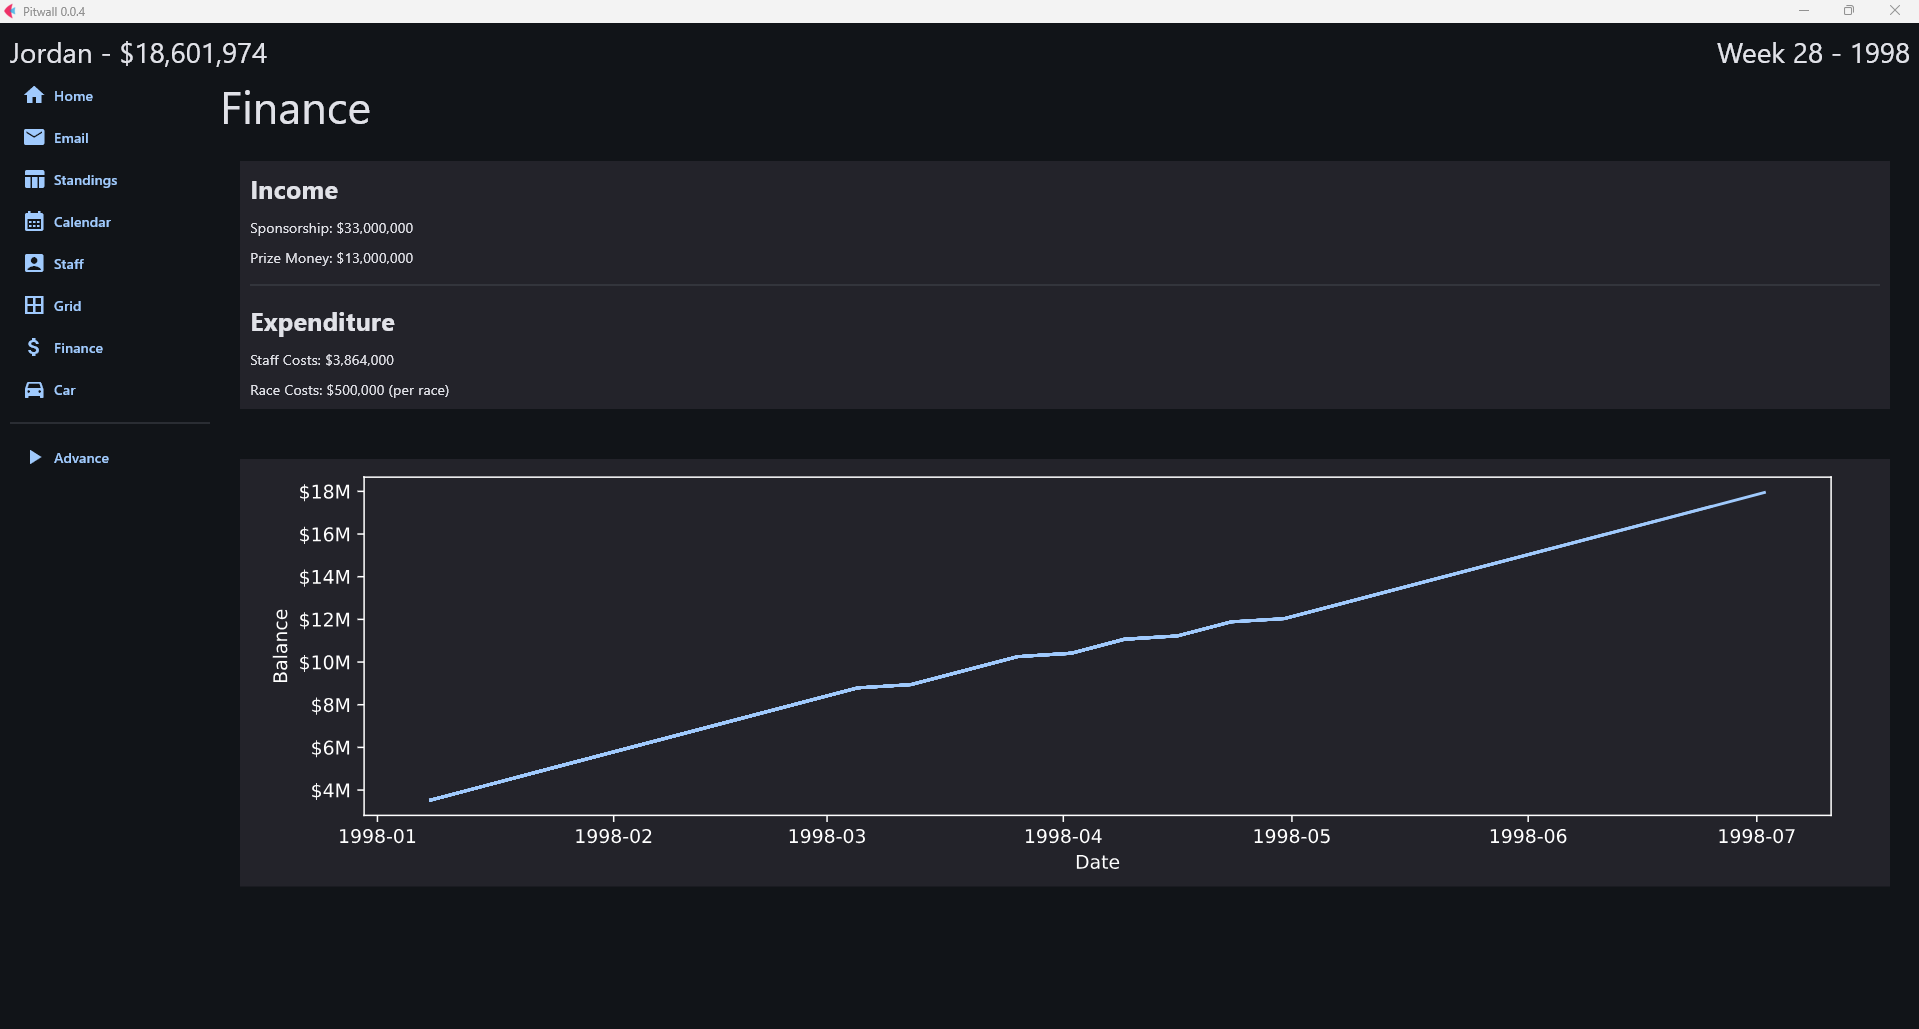 Pitwall 0.0.4
Jordan - $18,601,974
Week 28 - 1998
Home
Email
Standings
Calendar
Staff
Grid
Finance
Car
Advance
Finance
Income
Sponsorship: $33,000,000
Prize Money: $13,000,000
Expenditure
Staff Costs: $3,864,000
Race Costs: $500,000 (per race)
$18M
$16M
$14M
$12M
$10M
$8M
$6M
$4M
Balance
1998-01 1998-02 1998-03 1998-04 1998-05 1998-06 1998-07
Date